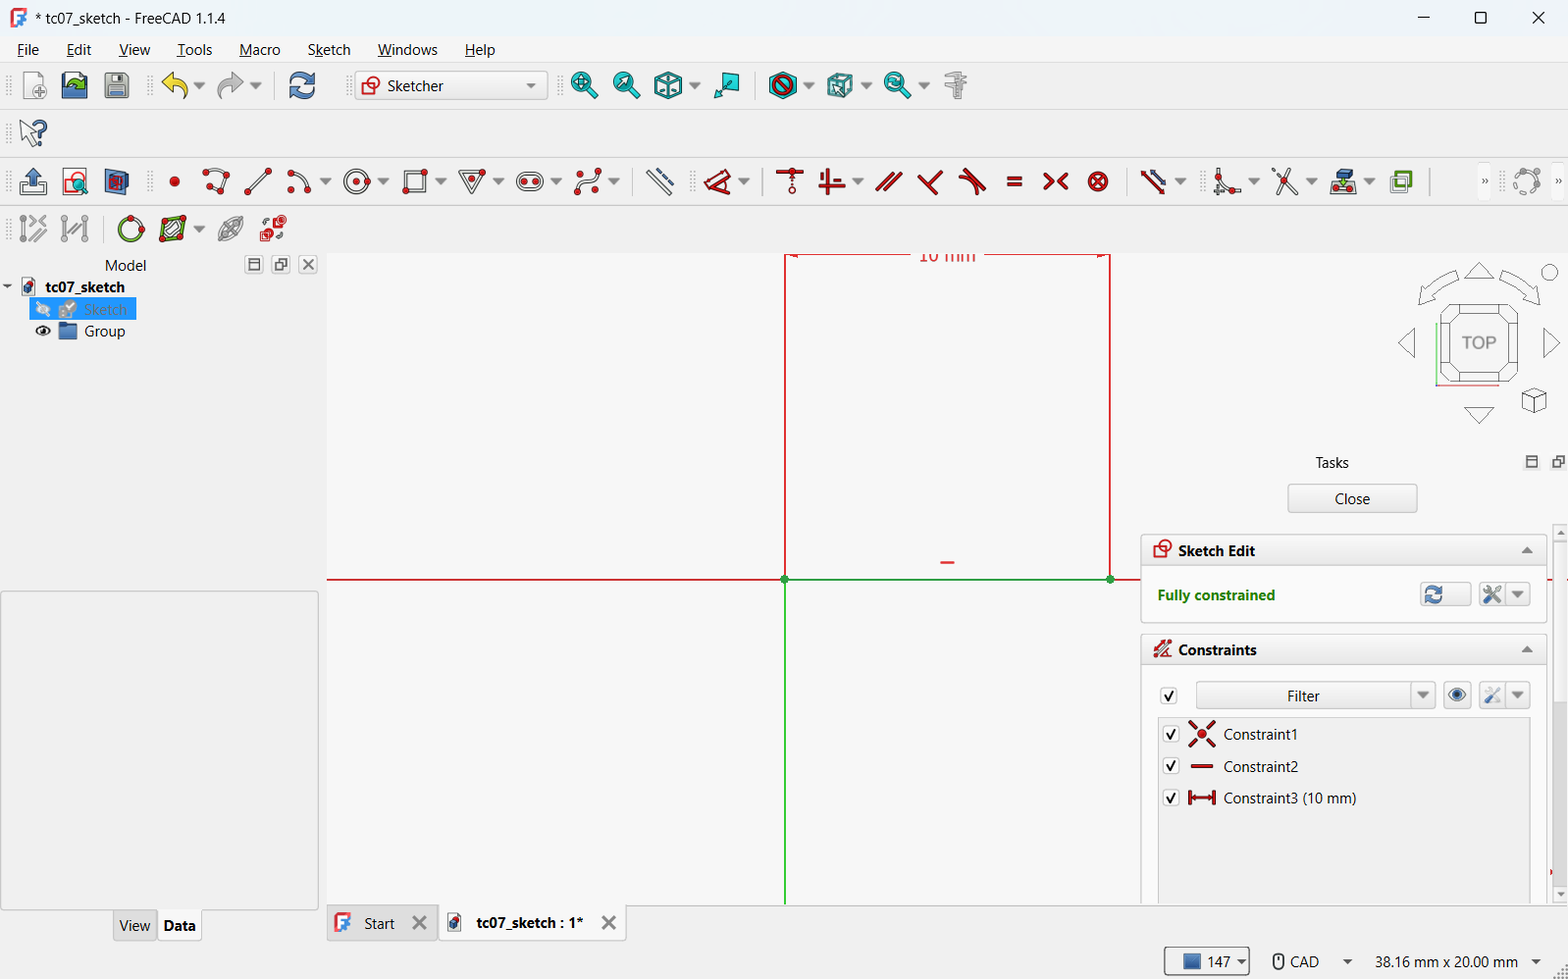 * tc07_sketch - FreeCAD 1.1.4
File Edit View Tools Macro Sketch Windows Help
Sketcher
Model
tc07_sketch
Sketch
Group
10 mm
TOP
Tasks
Close
Sketch Edit
Fully constrained
Constraints
Filter
Constraint1
Constraint2
Constraint3 (10 mm)
View Data
Start
tc07_sketch : 1*
147
CAD
38.16 mm x 20.00 mm